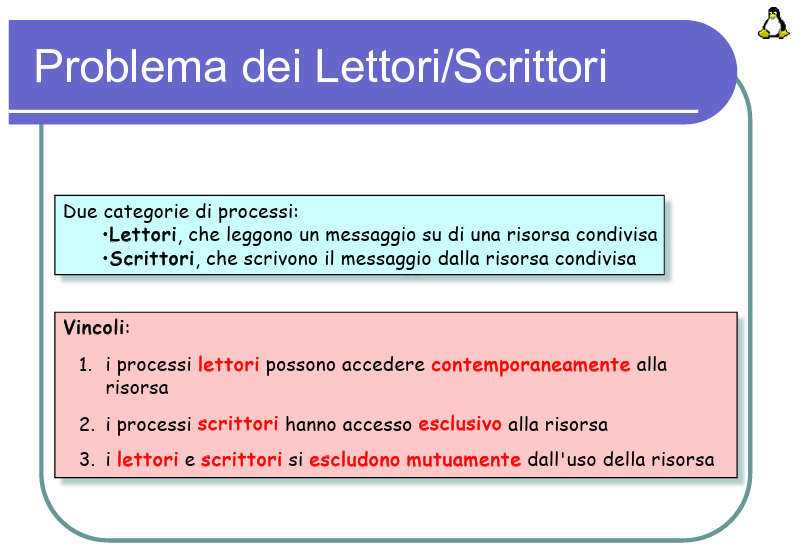 Problema dei Lettori/Scrittori
Due categorie di processi:
•Lettori, che leggono un messaggio su di una risorsa condivisa
•Scrittori, che scrivono il messaggio dalla risorsa condivisa
Vincoli:
1. i processi lettori possono accedere contemporaneamente alla
risorsa
2. i processi scrittori hanno accesso esclusivo alla risorsa
3. i lettori e scrittori si escludono mutuamente dall'uso della risorsa